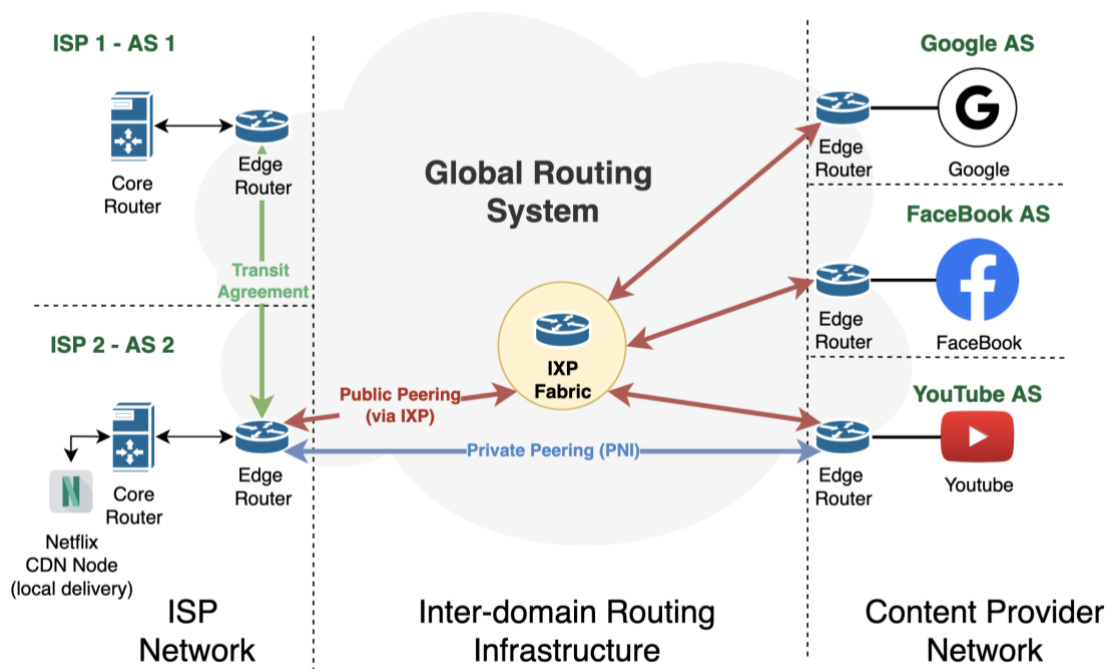 ISP 1 - AS 1
Core
Router
Edge
Router
Transit
Agreement
ISP 2 - AS 2
Core
Router
Edge
Router
N
Netflix
CDN Node
(local delivery)
ISP
Network
Global Routing
System
IXP
Fabric
Public Peering
(via IXP)
Private Peering (PNI)
Inter-domain Routing
Infrastructure
Google AS
Edge
Router
G
Google
FaceBook AS
Edge
Router
f
FaceBook
YouTube AS
Edge
Router
Youtube
Content Provider
Network